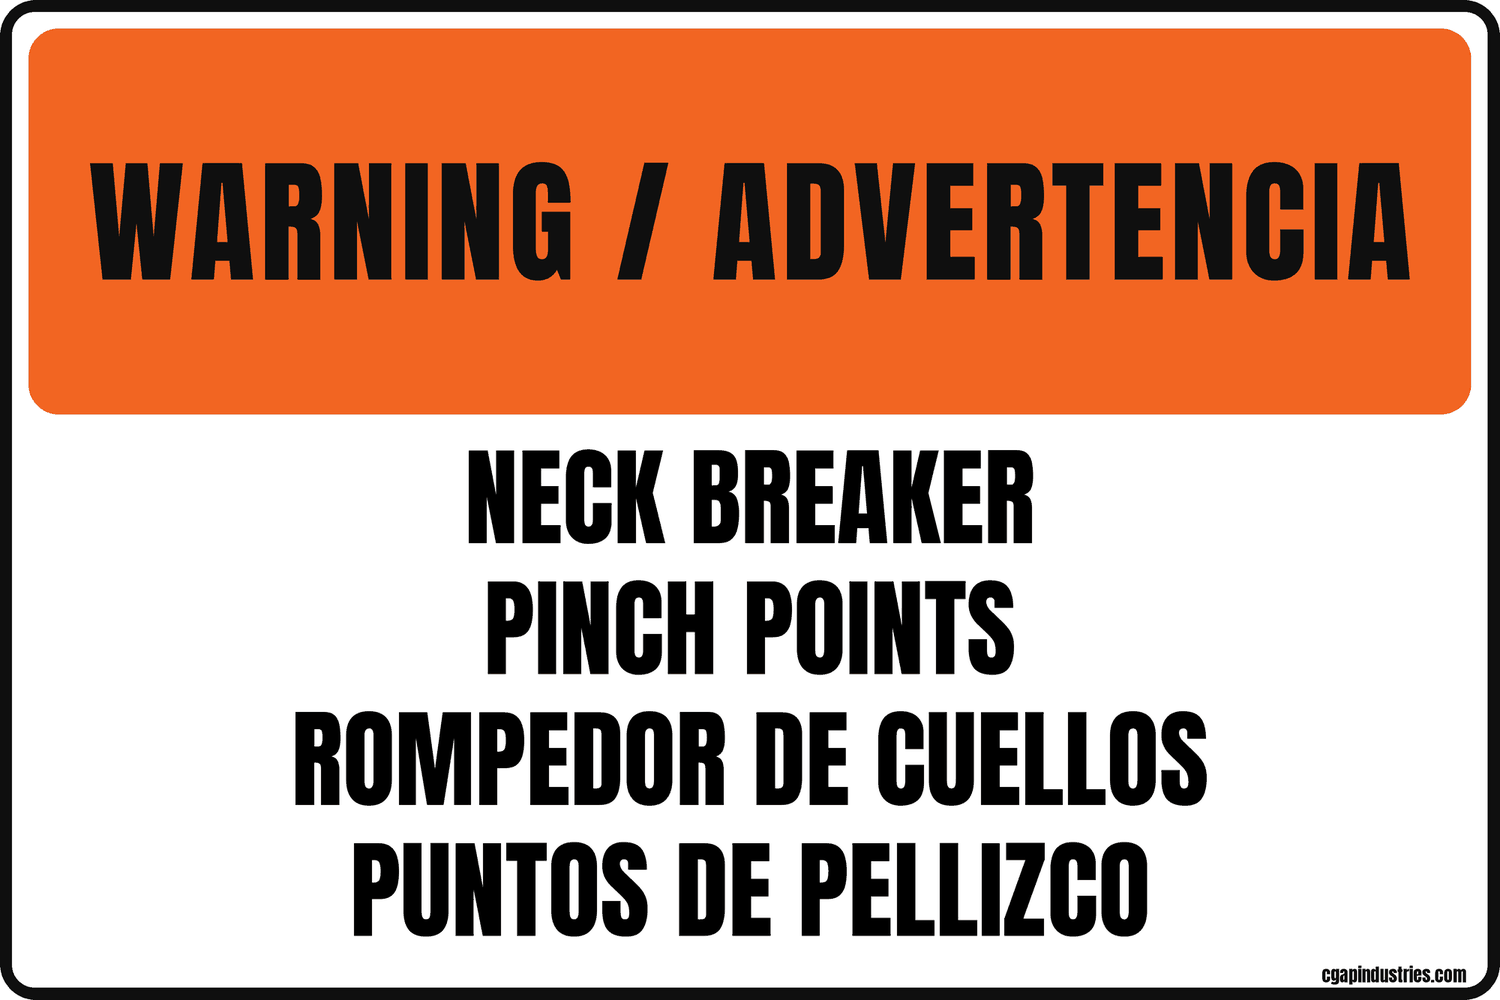 WARNING / ADVERTENCIA
NECK BREAKER
PINCH POINTS
ROMPEDOR DE CUELLOS
PUNTOS DE PELLIZCO
cgapindustries.com